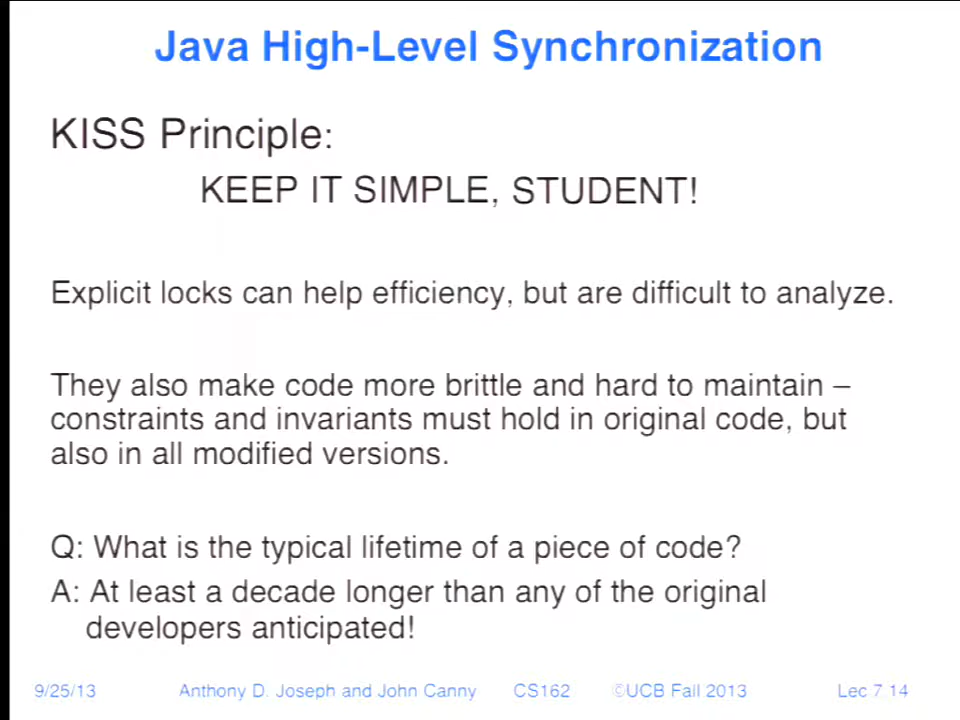 Java High-Level Synchronization
KISS Principle:
KEEP IT SIMPLE, STUDENT!
Explicit locks can help efficiency, but are difficult to analyze.
They also make code more brittle and hard to maintain –
constraints and invariants must hold in original code, but
also in all modified versions.
Q: What is the typical lifetime of a piece of code?
A: At least a decade longer than any of the original
developers anticipated!
9/25/13 Anthony D. Joseph and John Canny CS162 ©UCB Fall 2013 Lec 7.14